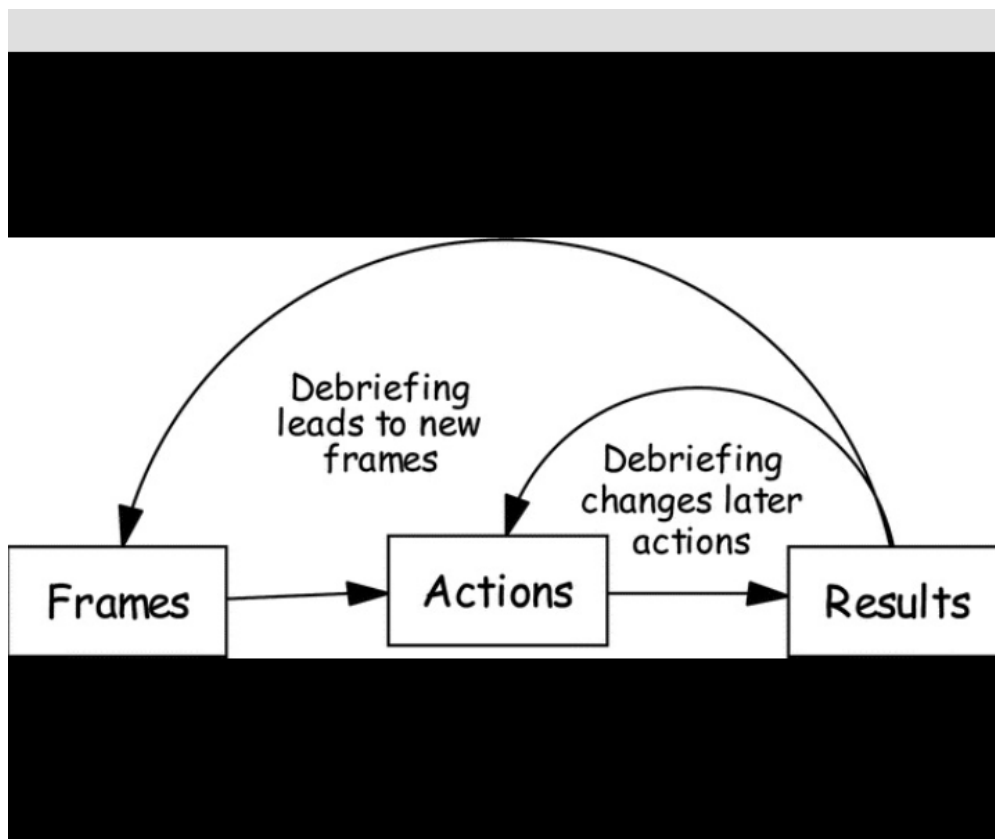 Debriefing
leads to new
frames
Debriefing
changes later
actions
Frames
Actions
Results